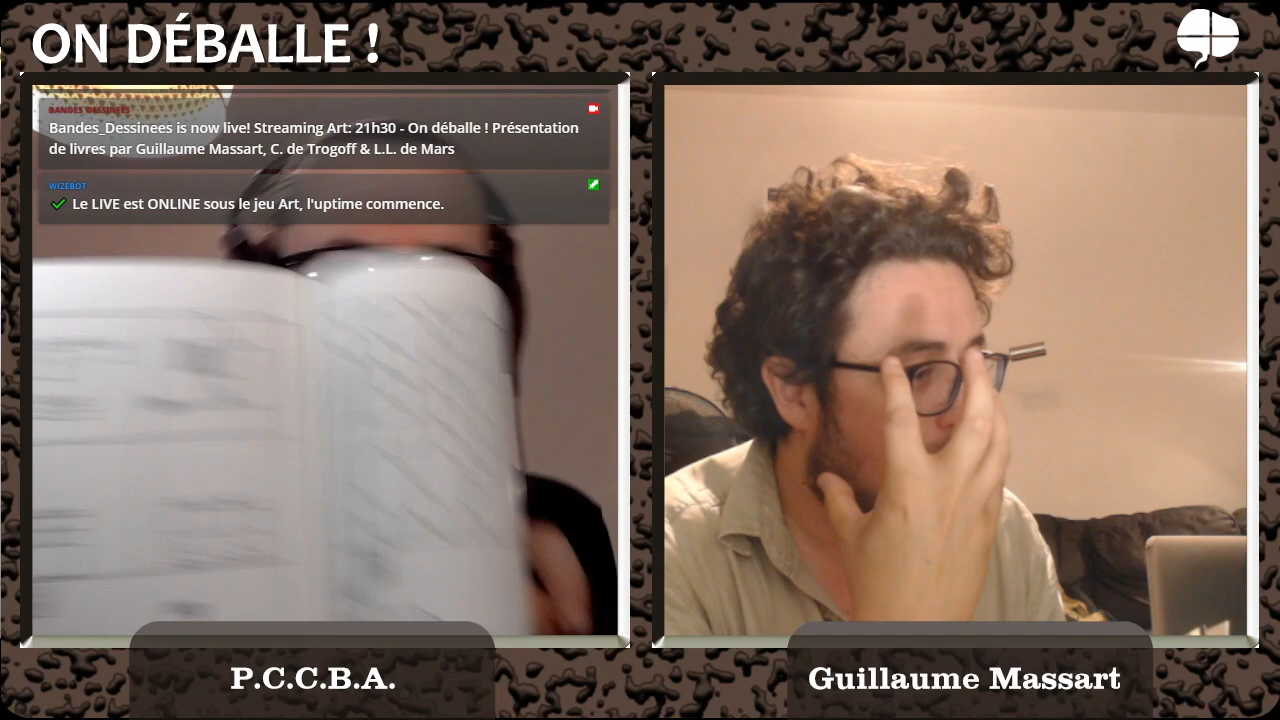 ON DÉBALLE !
BANDES_DESSINEES
Bandes_Dessinees is now live! Streaming Art: 21h30 - On déballe ! Présentation
de livres par Guillaume Massart, C. de Trogoff & L.L. de Mars
WIZEBOT
Le LIVE est ONLINE sous le jeu Art, l'uptime commence.
P.C.C.B.A.
Guillaume Massart